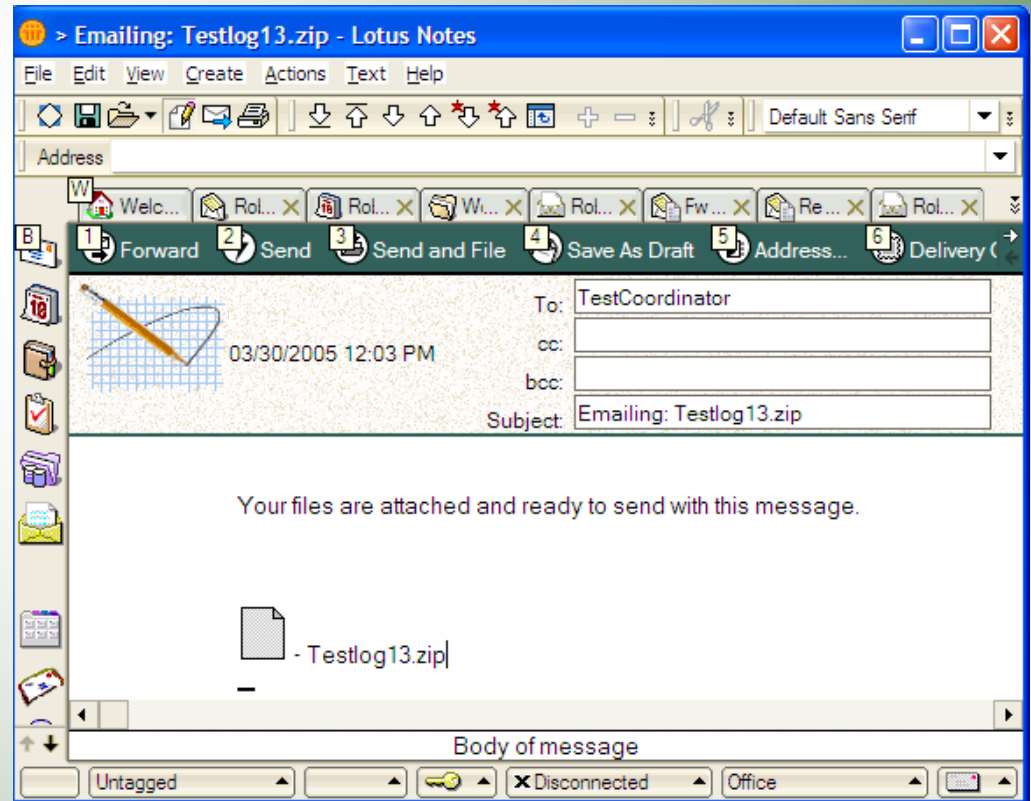 > Emailing: Testlog13.zip - Lotus Notes
File Edit View Create Actions Text Help
Default Sans Serif
Address
W Welc... Rol... Rol... W... Rol... Fw ... Re ... Rol...
B 1 Forward 2 Send 3 Send and File 4 Save As Draft 5 Address... 6 Delivery
To: TestCoordinator
03/30/2005 12:03 PM
cc:
bcc:
Subject: Emailing: Testlog13.zip
Your files are attached and ready to send with this message.
- Testlog13.zip
Body of message
Untagged Disconnected Office